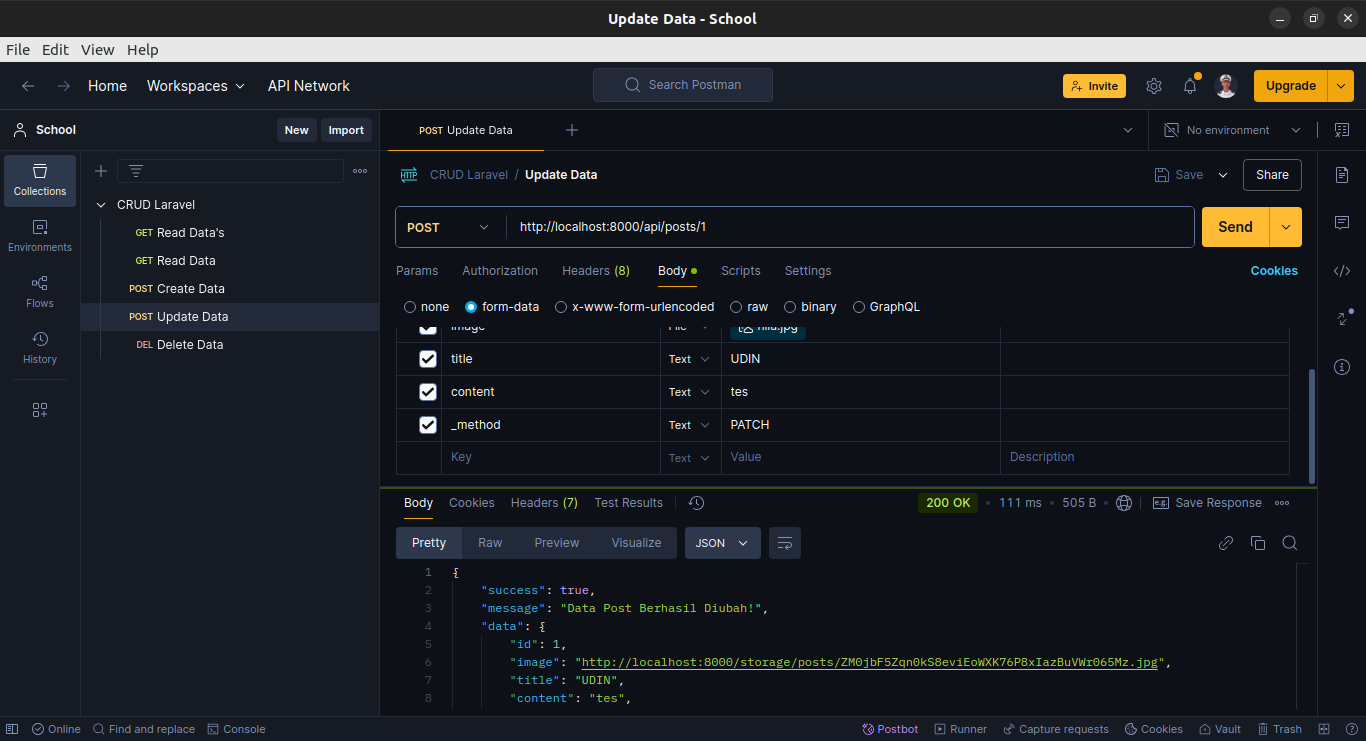 Update Data - School
File Edit View Help
Home Workspaces API Network Search Postman Invite Upgrade
School New Import POST Update Data No environment
Collections
Environments
Flows
History
CRUD Laravel
GET Read Data's
GET Read Data
POST Create Data
POST Update Data
DEL Delete Data
HTTP CRUD Laravel / Update Data Save Share
POST http://localhost:8000/api/posts/1 Send
Params Authorization Headers (8) Body Scripts Settings Cookies
none form-data x-www-form-urlencoded raw binary GraphQL
image File
title Text UDIN
content Text tes
_method Text PATCH
Key Text Value Description
Body Cookies Headers (7) Test Results 200 OK • 111 ms • 505 B • e.g. Save Response
Pretty Raw Preview Visualize JSON
1 {
2 "success": true,
3 "message": "Data Post Berhasil Diubah!",
4 "data": {
5 "id": 1,
6 "image": "http://localhost:8000/storage/posts/ZM0jbF5Zqn0kS8eviEoWXK76P8xIazBuVWr065Mz.jpg",
7 "title": "UDIN",
8 "content": "tes",
Online Find and replace Console Postbot Runner Capture requests Cookies Vault Trash